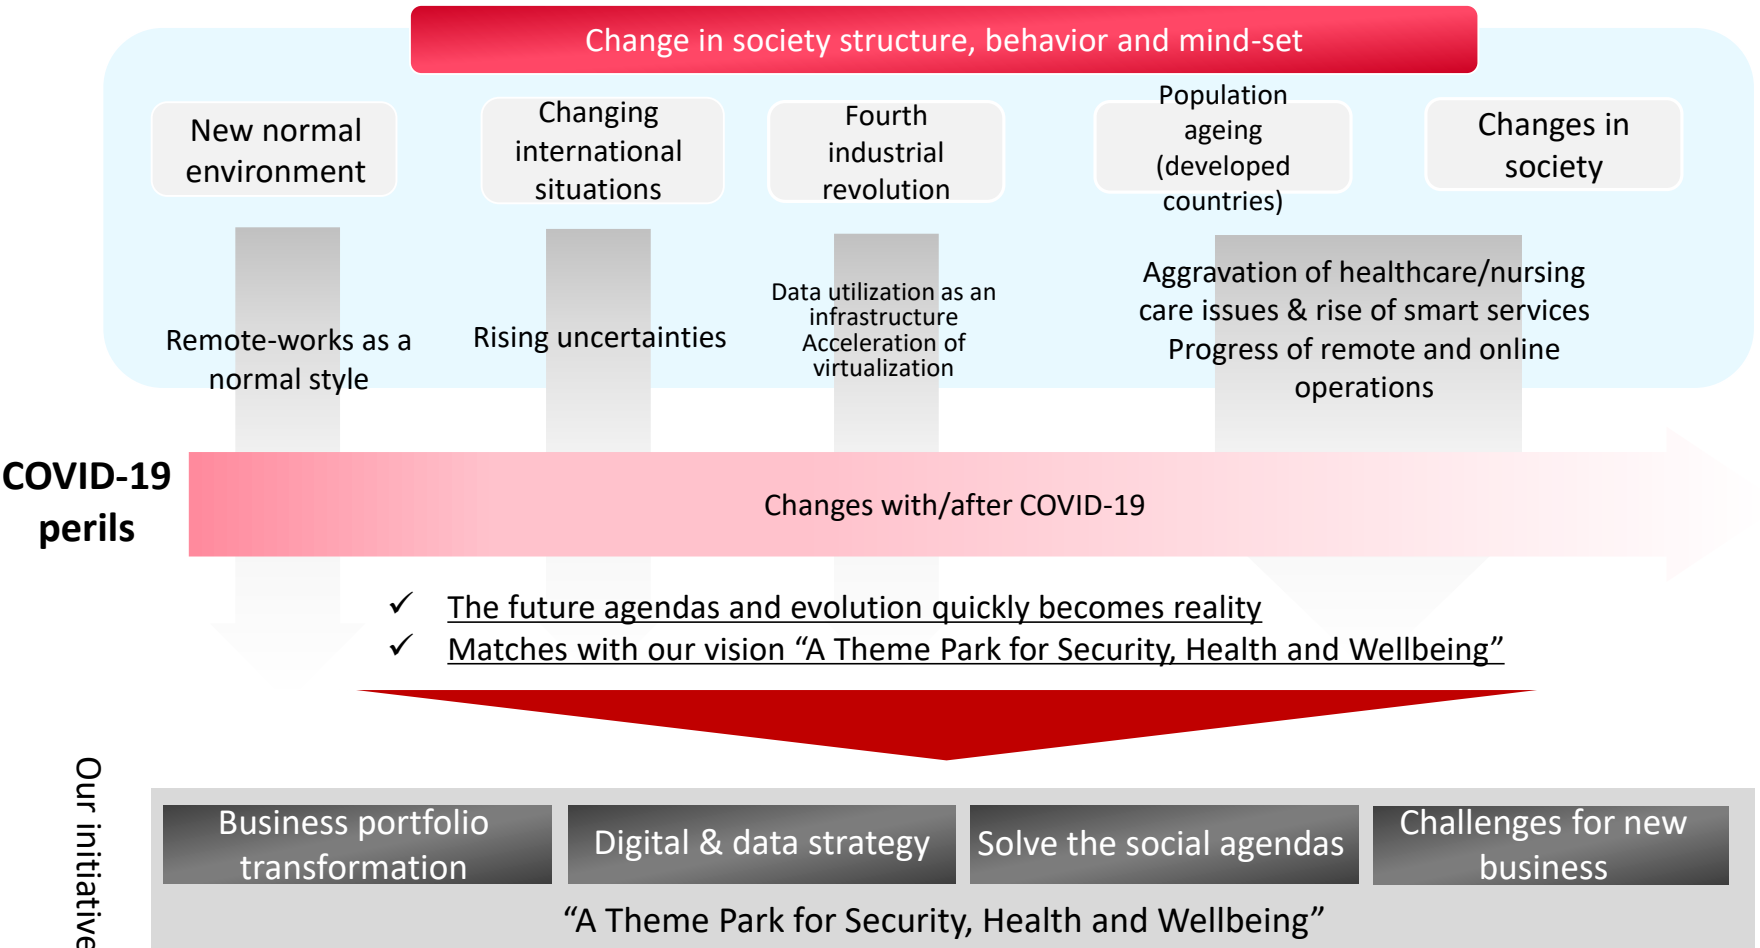 Change in society structure, behavior and mind-set
New normal
environment
Changing
international
situations
Fourth
industrial
revolution
Population
ageing
(developed
countries)
Changes in
society
Remote-works as a
normal style
Rising uncertainties
Data utilization as an
infrastructure
Acceleration of
virtualization
Aggravation of healthcare/nursing
care issues & rise of smart services
Progress of remote and online
operations
COVID-19
perils
Changes with/after COVID-19
✓ The future agendas and evolution quickly becomes reality
✓ Matches with our vision “A Theme Park for Security, Health and Wellbeing”
Our initiative
Business portfolio
transformation
Digital & data strategy
Solve the social agendas
Challenges for new
business
“A Theme Park for Security, Health and Wellbeing”